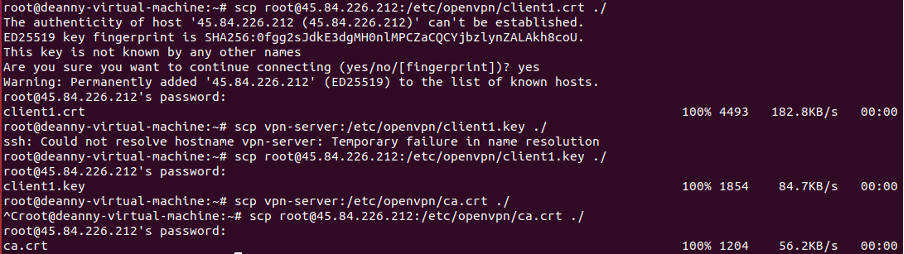 root@deanny-virtual-machine:~# scp root@45.84.226.212:/etc/openvpn/client1.crt ./
The authenticity of host '45.84.226.212 (45.84.226.212)' can't be established.
ED25519 key fingerprint is SHA256:0fgg2sJdkE3dgMH0nlMPCZaCQCYjbzlynZALAkh8coU.
This key is not known by any other names
Are you sure you want to continue connecting (yes/no/[fingerprint])? yes
Warning: Permanently added '45.84.226.212' (ED25519) to the list of known hosts.
root@45.84.226.212's password:
client1.crt 100% 4493 182.8KB/s 00:00
root@deanny-virtual-machine:~# scp vpn-server:/etc/openvpn/client1.key ./
ssh: Could not resolve hostname vpn-server: Temporary failure in name resolution
root@deanny-virtual-machine:~# scp root@45.84.226.212:/etc/openvpn/client1.key ./
root@45.84.226.212's password:
client1.key 100% 1854 84.7KB/s 00:00
root@deanny-virtual-machine:~# scp vpn-server:/etc/openvpn/ca.crt ./
^Croot@deanny-virtual-machine:~# scp root@45.84.226.212:/etc/openvpn/ca.crt ./
root@45.84.226.212's password:
ca.crt 100% 1204 56.2KB/s 00:00